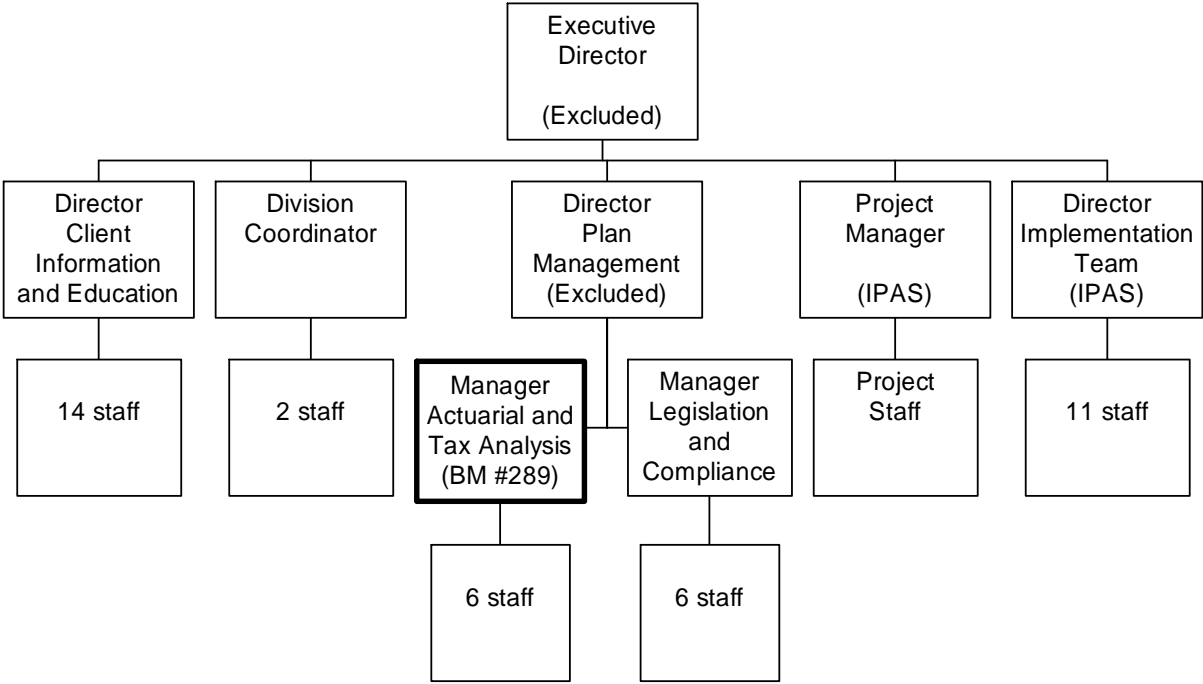 Executive
Director
(Excluded)
Director
Client
Information
and Education
Division
Coordinator
Director
Plan
Management
(Excluded)
Project
Manager
(IPAS)
Director
Implementation
Team
(IPAS)
14 staff
2 staff
Manager
Actuarial and
Tax Analysis
(BM #289)
Manager
Legislation
and
Compliance
Project
Staff
11 staff
6 staff
6 staff